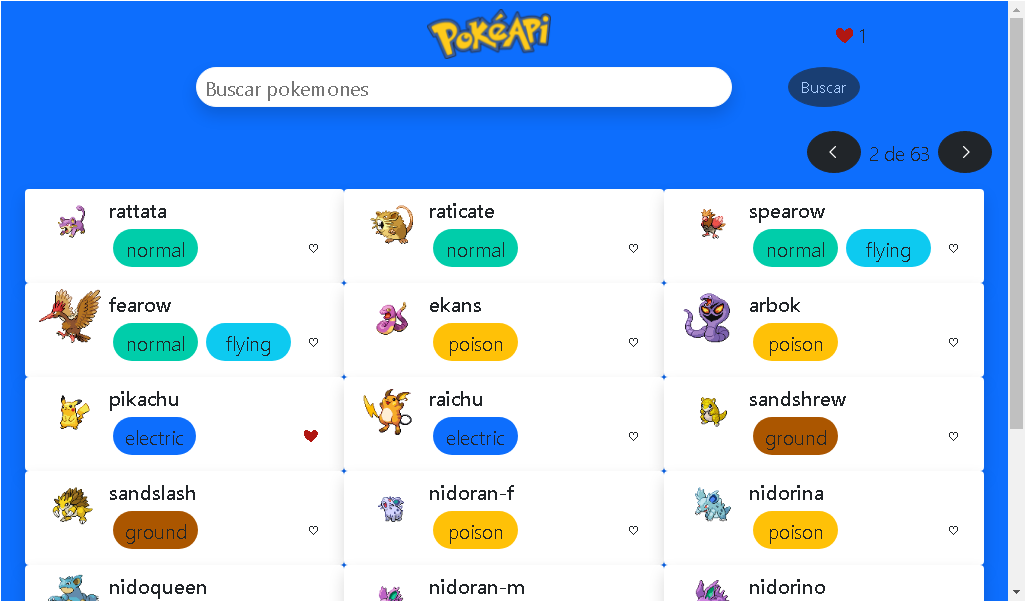 PokéApi
1
Buscar pokemones
Buscar
2 de 63
rattata
normal
raticate
normal
spearow
normal flying
fearow
normal flying
ekans
poison
arbok
poison
pikachu
electric
raichu
electric
sandshrew
ground
sandslash
ground
nidoran-f
poison
nidorina
poison
nidoqueen
nidoran-m
nidorino